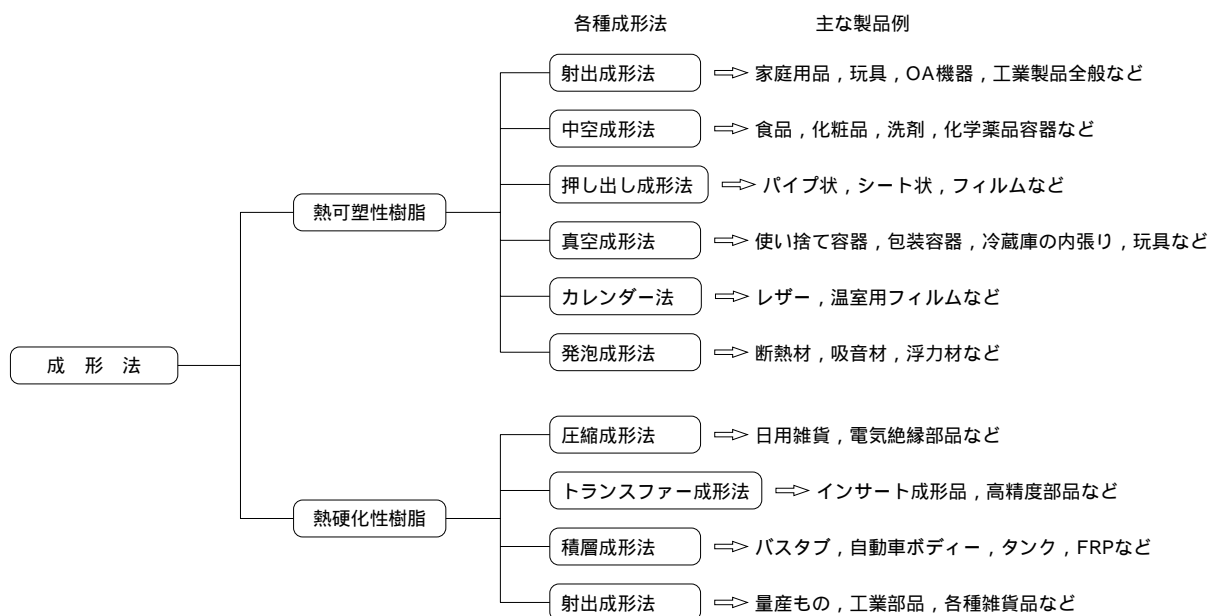 各種成形法 主な製品例
射出成形法 家庭用品，玩具，OA機器，工業製品全般など
中空成形法 食品，化粧品，洗剤，化学薬品容器など
押し出し成形法 パイプ状，シート状，フィルムなど
熱可塑性樹脂
真空成形法 使い捨て容器，包装容器，冷蔵庫の内張り，玩具など
カレンダー法 レザー，温室用フィルムなど
発泡成形法 断熱材，吸音材，浮力材など
成形法
圧縮成形法 日用雑貨，電気絶縁部品など
トランスファー成形法 インサート成形品，高精度部品など
熱硬化性樹脂
積層成形法 バスタブ，自動車ボディー，タンク，FRPなど
射出成形法 量産もの，工業部品，各種雑貨品など